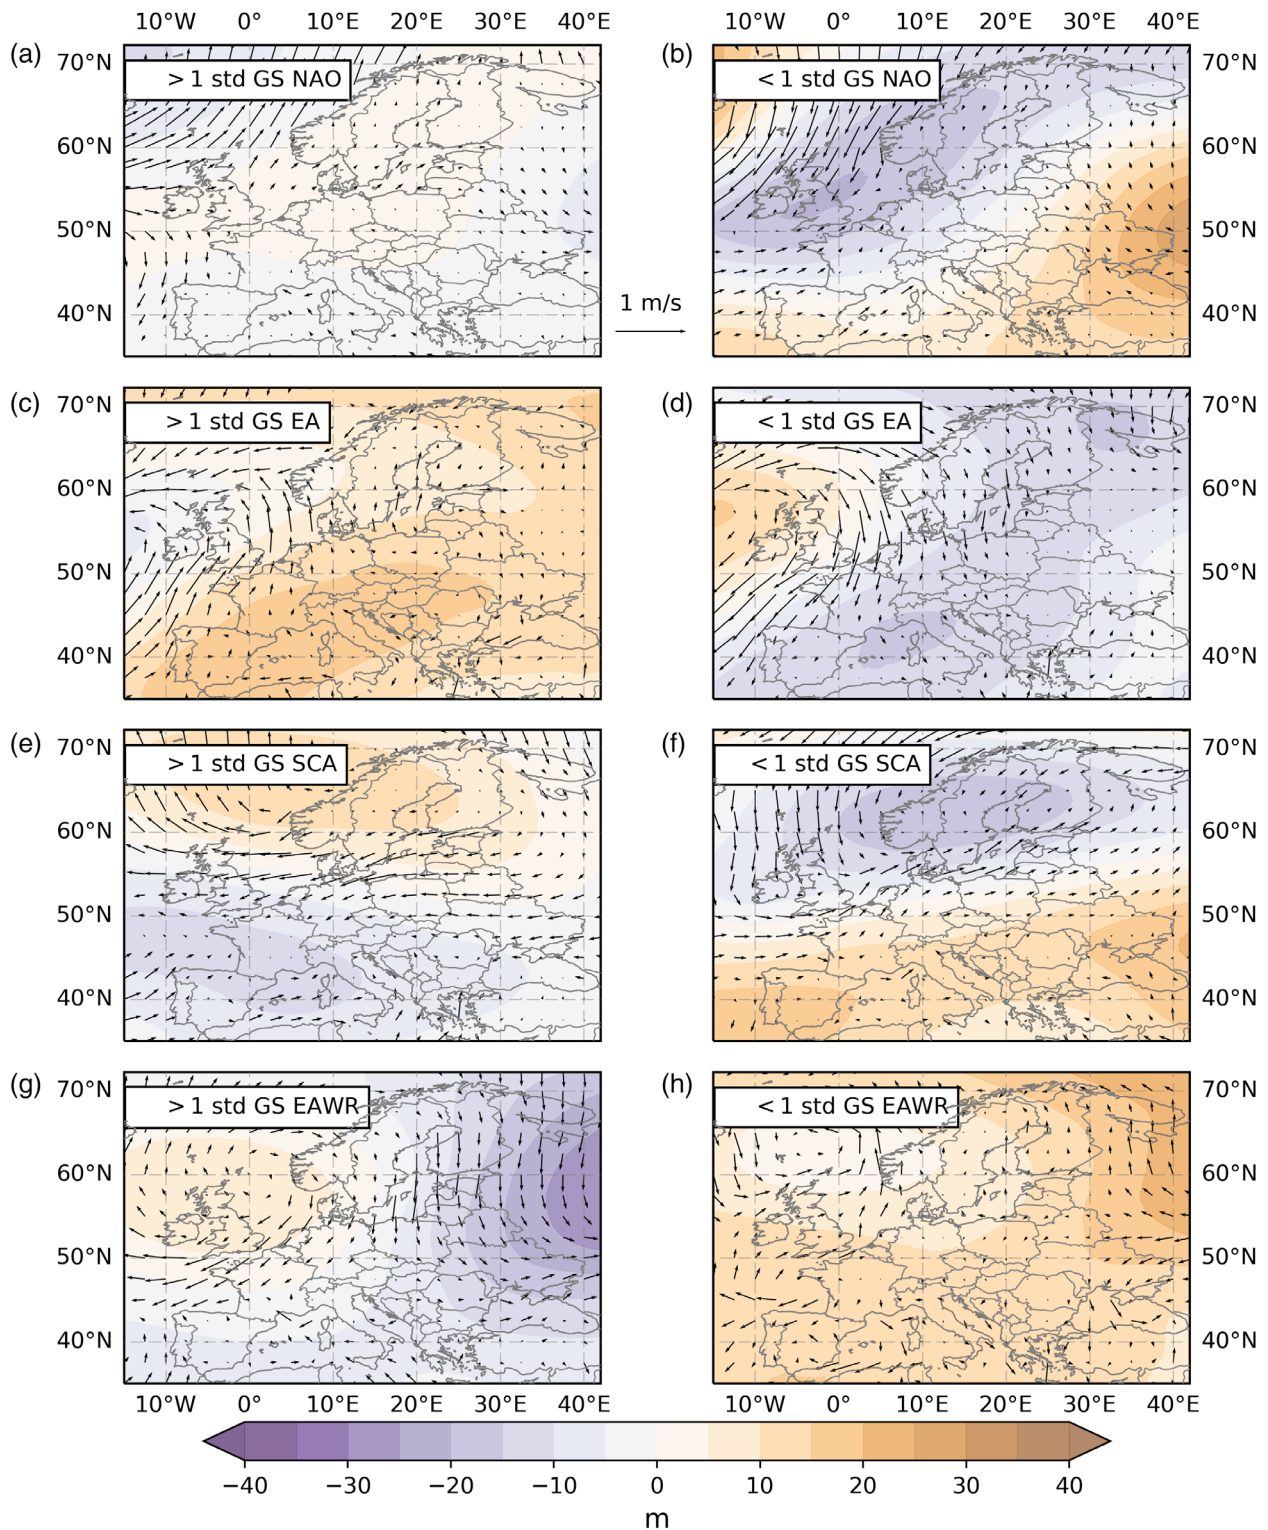 10°W 0° 10°E 20°E 30°E 40°E 10°W 0° 10°E 20°E 30°E 40°E
(a) 70°N >1 std GS NAO (b) <1 std GS NAO 70°N
60°N 60°N
50°N 50°N
1 m/s
40°N 40°N
(c) 70°N >1 std GS EA (d) <1 std GS EA 70°N
60°N 60°N
50°N 50°N
40°N 40°N
(e) 70°N >1 std GS SCA (f) <1 std GS SCA 70°N
60°N 60°N
50°N 50°N
40°N 40°N
(g) 70°N >1 std GS EAWR (h) <1 std GS EAWR 70°N
60°N 60°N
50°N 50°N
40°N 40°N
10°W 0° 10°E 20°E 30°E 40°E 10°W 0° 10°E 20°E 30°E 40°E
−40 −30 −20 −10 0 10 20 30 40
m